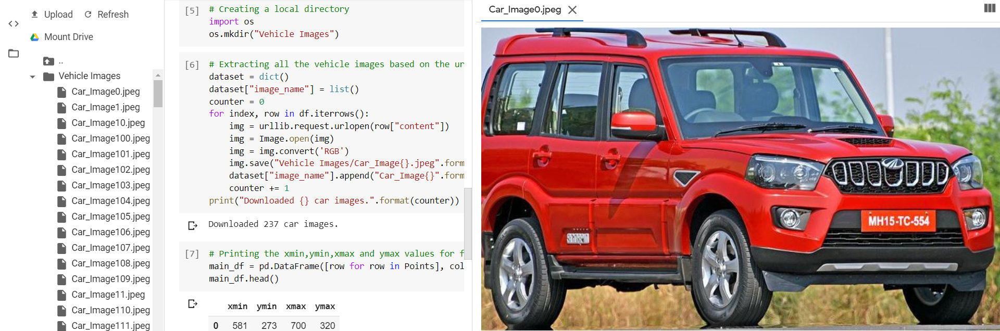 Upload Refresh
Mount Drive
..
Vehicle Images
Car_Image0.jpeg
Car_Image1.jpeg
Car_Image10.jpeg
Car_Image100.jpeg
Car_Image101.jpeg
Car_Image102.jpeg
Car_Image103.jpeg
Car_Image104.jpeg
Car_Image105.jpeg
Car_Image106.jpeg
Car_Image107.jpeg
Car_Image108.jpeg
Car_Image109.jpeg
Car_Image11.jpeg
Car_Image110.jpeg
Car_Image111.jpeg
[5] # Creating a local directory
import os
os.mkdir("Vehicle Images")
[6] # Extracting all the vehicle images based on the ur
dataset = dict()
dataset["image_name"] = list()
counter = 0
for index, row in df.iterrows():
    img = urllib.request.urlopen(row["content"])
    img = Image.open(img)
    img = img.convert('RGB')
    img.save("Vehicle Images/Car_Image{}.jpeg".form
    dataset["image_name"].append("Car_Image{}".form
    counter += 1
print("Downloaded {} car images.".format(counter))
Downloaded 237 car images.
[7] # Printing the xmin,ymin,xmax and ymax values for f
main_df = pd.DataFrame([row for row in Points], col
main_df.head()
xmin ymin xmax ymax
0 581 273 700 320
Car_Image0.jpeg
MH15-TC-554